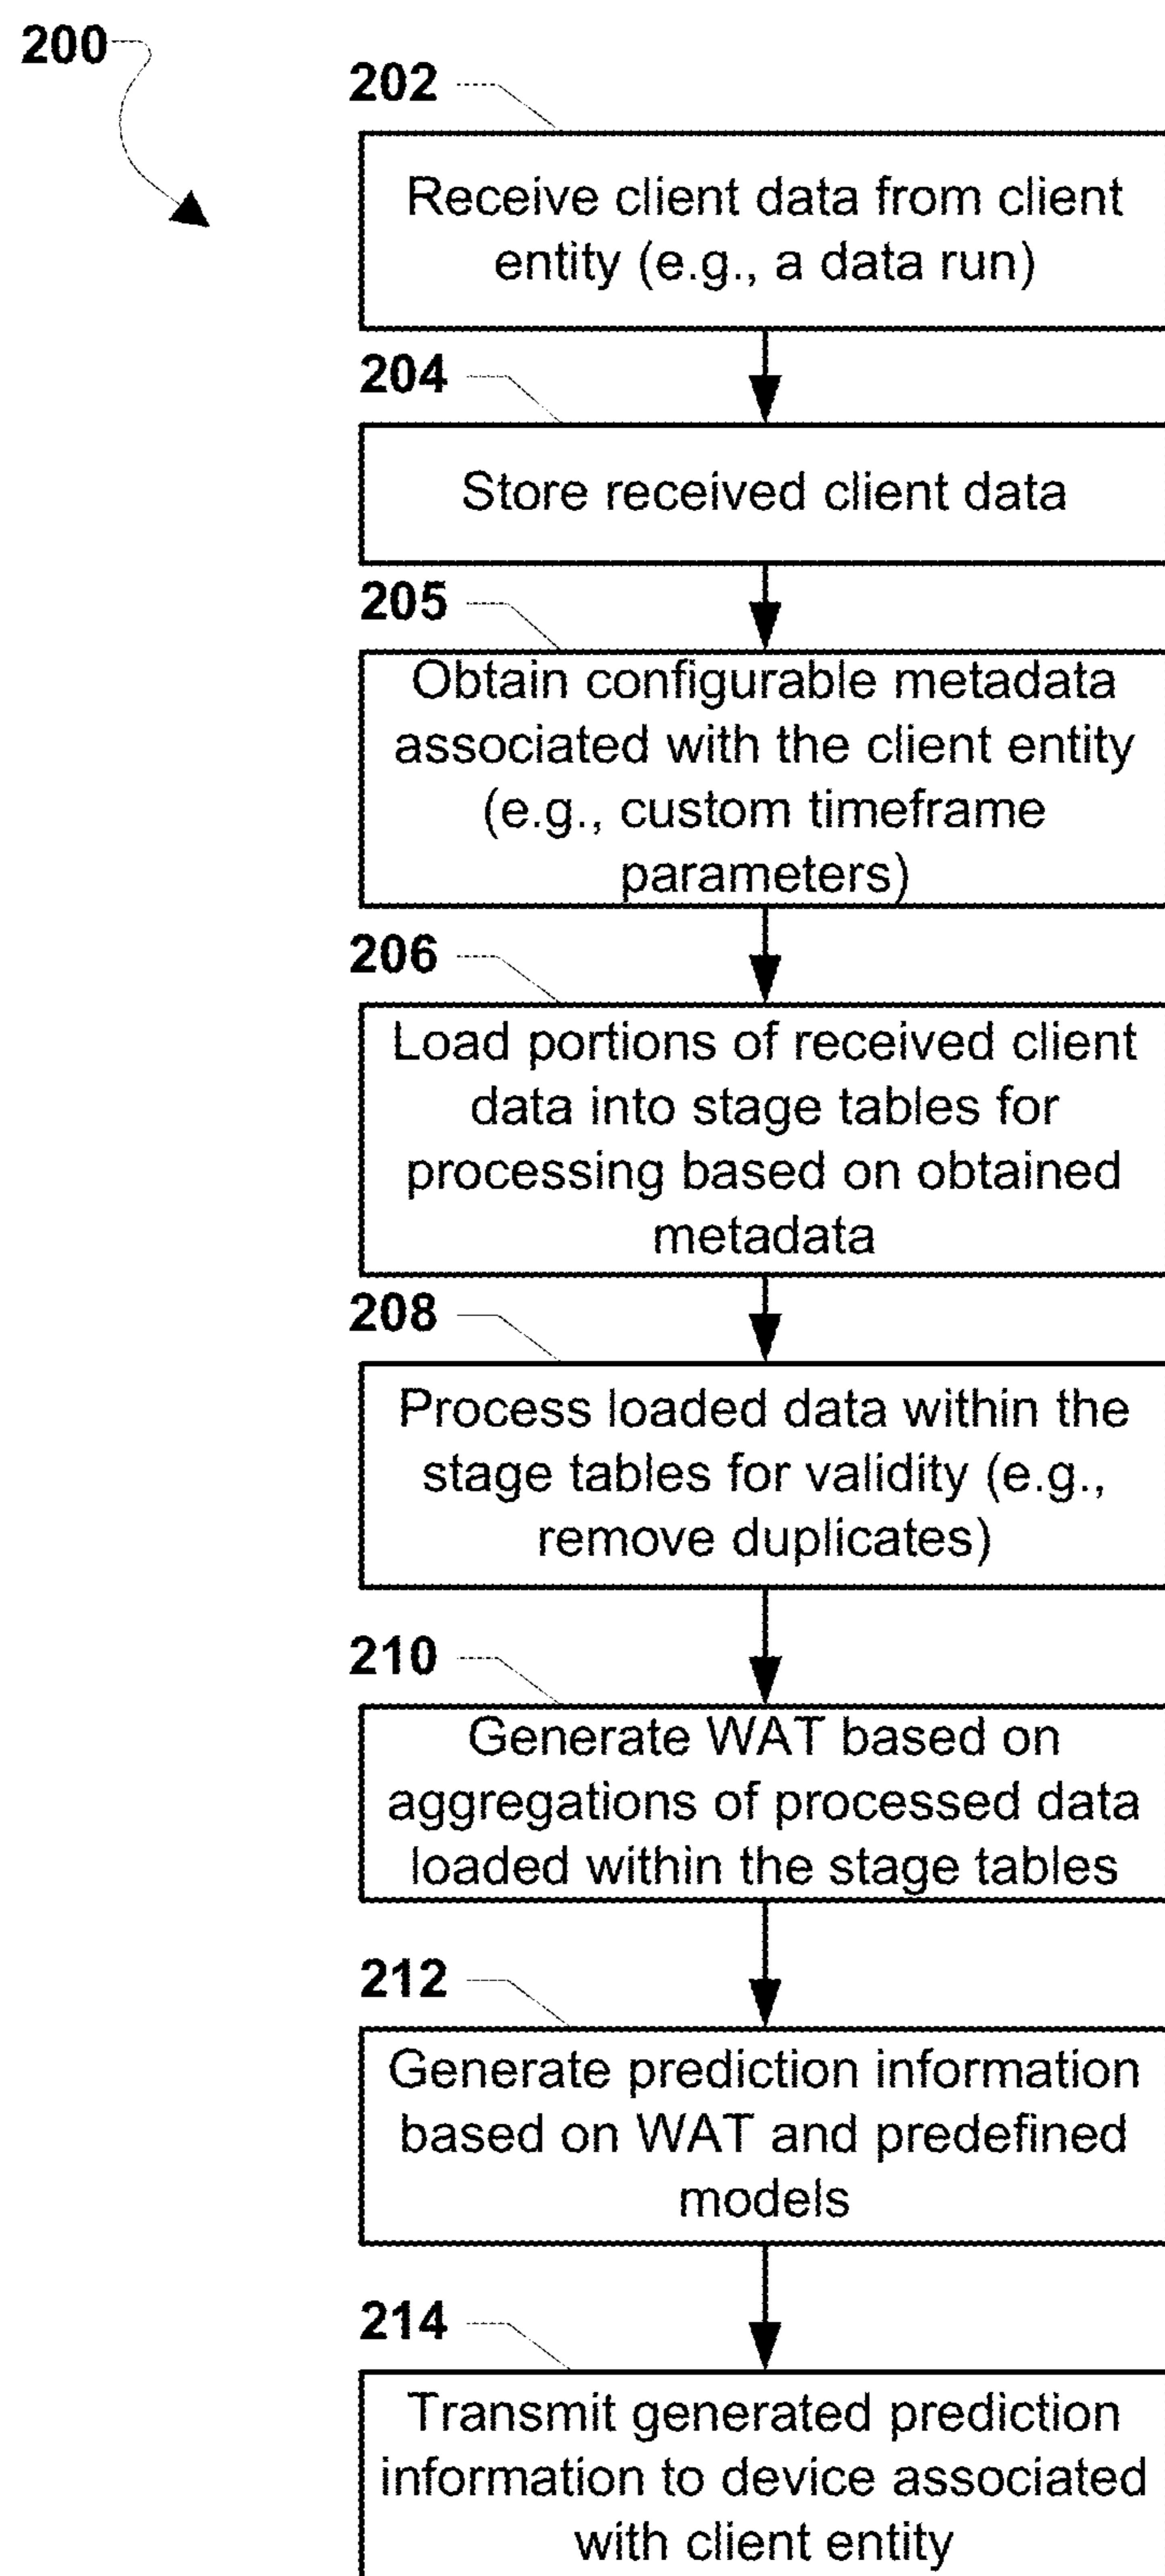 200
202
Receive client data from client
entity (e.g., a data run)
204
Store received client data
205
Obtain configurable metadata
associated with the client entity
(e.g., custom timeframe
parameters)
206
Load portions of received client
data into stage tables for
processing based on obtained
metadata
208
Process loaded data within the
stage tables for validity (e.g.,
remove duplicates)
210
Generate WAT based on
aggregations of processed data
loaded within the stage tables
212
Generate prediction information
based on WAT and predefined
models
214
Transmit generated prediction
information to device associated
with client entity